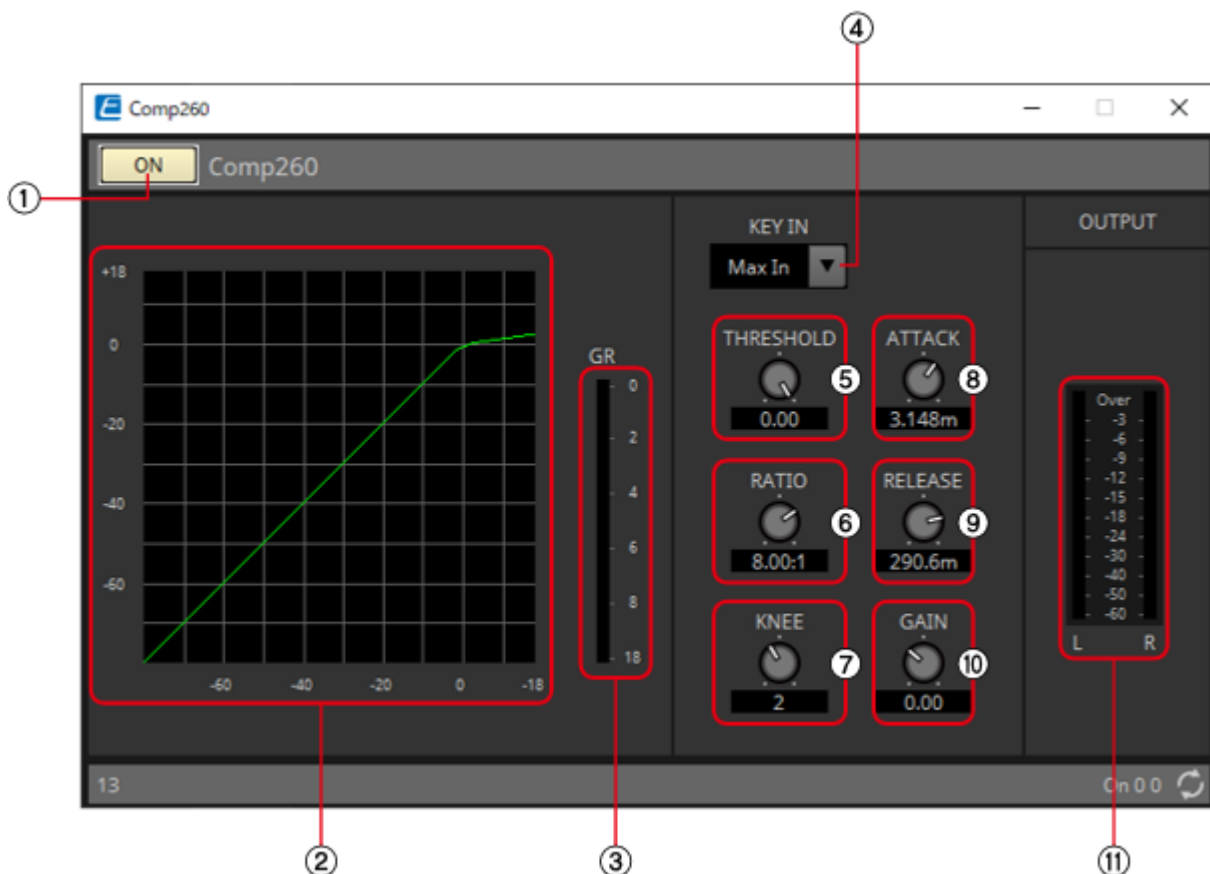 ④
Comp260
ON Comp260
①
KEY IN
Max In
OUTPUT
+18
0
-20
-40
-60
-60 -40 -20 0 -18
GR
0
2
4
6
8
18
THRESHOLD
⑤
0.00
ATTACK
⑧
3.148m
RATIO
⑥
8.00:1
RELEASE
⑨
290.6m
KNEE
⑦
2
GAIN
⑩
0.00
Over
-3
-6
-9
-12
-15
-18
-24
-30
-40
-50
-60
L R
13
On 0 0
② ③ ⑪